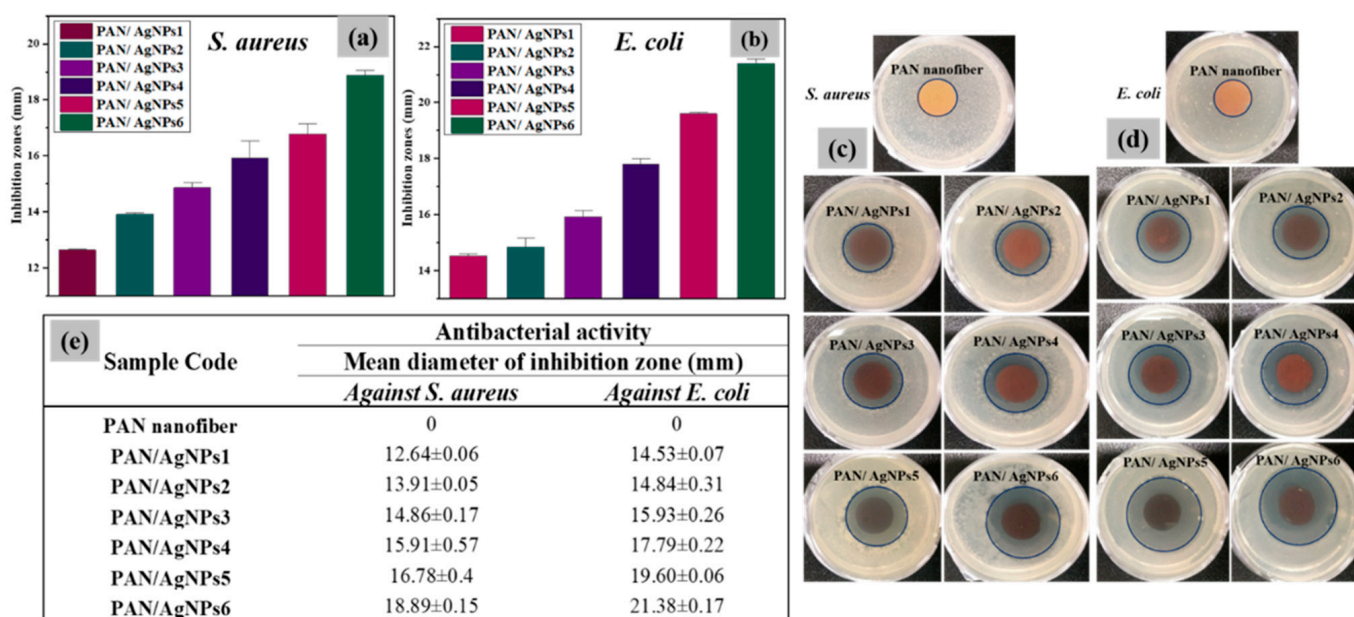 PAN/ AgNPs1
PAN/ AgNPs2
PAN/ AgNPs3
PAN/ AgNPs4
PAN/ AgNPs5
PAN/ AgNPs6
S. aureus
(a)
Inhibition zones (mm)
20
18
16
14
12
PAN/ AgNPs1
PAN/ AgNPs2
PAN/ AgNPs3
PAN/ AgNPs4
PAN/ AgNPs5
PAN/ AgNPs6
E. coli
(b)
Inhibition zones (mm)
22
20
18
16
14
S. aureus
(c)
PAN nanofiber
PAN/ AgNPs1
PAN/ AgNPs2
PAN/ AgNPs3
PAN/ AgNPs4
PAN/ AgNPs5
PAN/ AgNPs6
E. coli
(d)
PAN nanofiber
PAN/ AgNPs1
PAN/ AgNPs2
PAN/ AgNPs3
PAN/ AgNPs4
PAN/ AgNPs5
PAN/ AgNPs6
(e)
Antibacterial activity
Sample Code Mean diameter of inhibition zone (mm)
Against S. aureus Against E. coli
PAN nanofiber 0 0
PAN/AgNPs1 12.64±0.06 14.53±0.07
PAN/AgNPs2 13.91±0.05 14.84±0.31
PAN/AgNPs3 14.86±0.17 15.93±0.26
PAN/AgNPs4 15.91±0.57 17.79±0.22
PAN/AgNPs5 16.78±0.4 19.60±0.06
PAN/AgNPs6 18.89±0.15 21.38±0.17